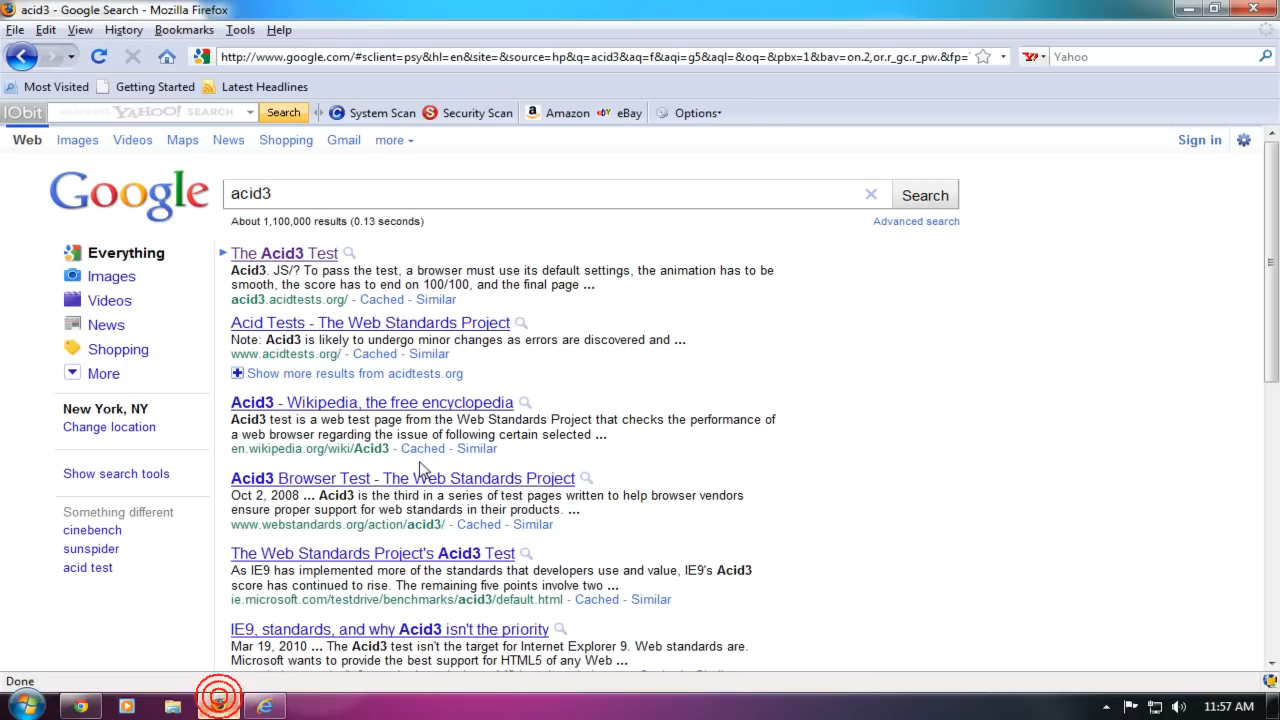 acid3 - Google Search - Mozilla Firefox
File Edit View History Bookmarks Tools Help
http://www.google.com/#sclient=psy&hl=en&site=&source=hp&q=acid3&aq=f&aqi=g5&aql=&oq=&pbx=1&bav=on.2,or.r_gc.r_pw.&fp= Yahoo
Most Visited Getting Started Latest Headlines
IObit YAHOO! SEARCH Search System Scan Security Scan Amazon eBay Options
Web Images Videos Maps News Shopping Gmail more Sign in
Google acid3 Search
About 1,100,000 results (0.13 seconds) Advanced search
Everything
Images
Videos
News
Shopping
More
New York, NY
Change location
Show search tools
Something different
cinebench
sunspider
acid test
The Acid3 Test
Acid3. JS/? To pass the test, a browser must use its default settings, the animation has to be
smooth, the score has to end on 100/100, and the final page ...
acid3.acidtests.org/ - Cached - Similar
Acid Tests - The Web Standards Project
Note: Acid3 is likely to undergo minor changes as errors are discovered and ...
www.acidtests.org/ - Cached - Similar
Show more results from acidtests.org
Acid3 - Wikipedia, the free encyclopedia
Acid3 test is a web test page from the Web Standards Project that checks the performance of
a web browser regarding the issue of following certain selected ...
en.wikipedia.org/wiki/Acid3 - Cached - Similar
Acid3 Browser Test - The Web Standards Project
Oct 2, 2008 ... Acid3 is the third in a series of test pages written to help browser vendors
ensure proper support for web standards in their products. ...
www.webstandards.org/action/acid3/ - Cached - Similar
The Web Standards Project's Acid3 Test
As IE9 has implemented more of the standards that developers use and value, IE9's Acid3
score has continued to rise. The remaining five points involve two ...
ie.microsoft.com/testdrive/benchmarks/acid3/default.html - Cached - Similar
IE9, standards, and why Acid3 isn't the priority
Mar 19, 2010 ... The Acid3 test isn't the target for Internet Explorer 9. Web standards are.
Microsoft wants to provide the best support for HTML5 of any Web ...
Done
11:57 AM